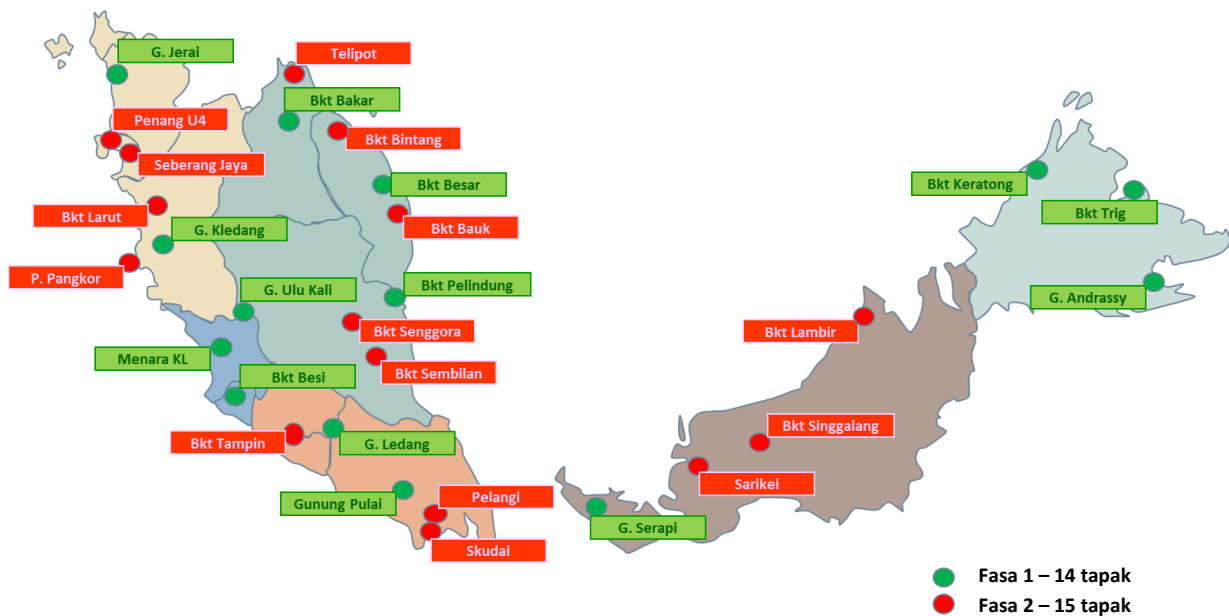 G. Jerai
Telipot
Bkt Bakar
Penang U4
Bkt Bintang
Seberang Jaya
Bkt Keratong
Bkt Besar
Bkt Trig
Bkt Larut
Bkt Bauk
G. Kledang
P. Pangkor
G. Ulu Kali
Bkt Pelindung
G. Andrassy
Bkt Senggora
Bkt Lambir
Menara KL
Bkt Besi
Bkt Sembilan
Bkt Tampin
G. Ledang
Bkt Singgalang
Sarikei
Gunung Pulai
Pelangi
G. Serapi
Skudai
Fasa 1 – 14 tapak
Fasa 2 – 15 tapak